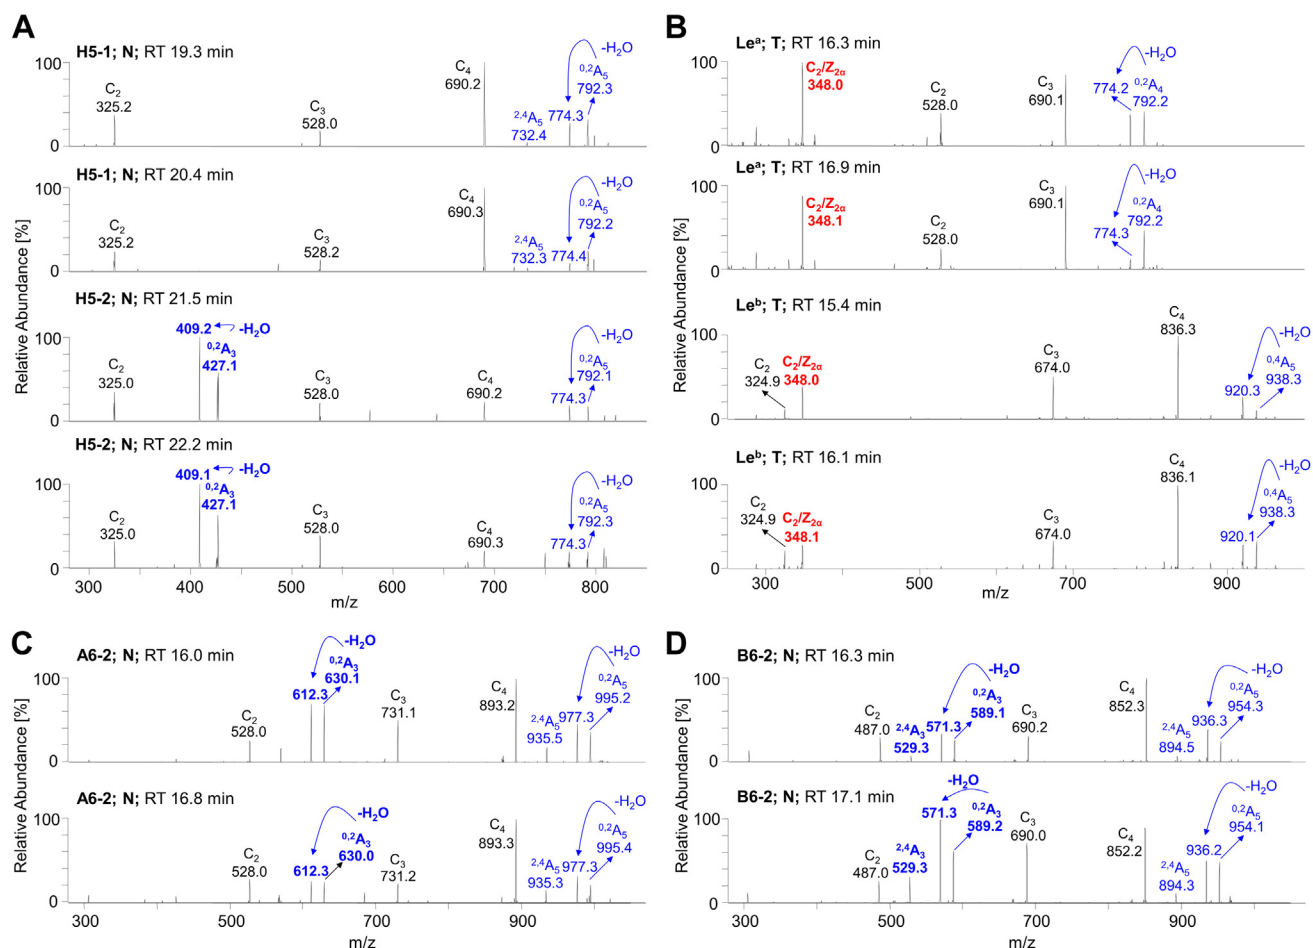 A
H5-1; N; RT 19.3 min
100
0
C2
325.2
C3
528.0
C4
690.2
2,4A5
732.4
774.3
0,2A5
792.3
-H2O
H5-1; N; RT 20.4 min
100
0
C2
325.2
C3
528.2
C4
690.3
2,4A5
732.3
774.4
0,2A5
792.2
-H2O
H5-2; N; RT 21.5 min
100
0
C2
325.0
409.2
-H2O
0,2A3
427.1
C3
528.0
C4
690.2
774.3
0,2A5
792.1
-H2O
H5-2; N; RT 22.2 min
100
0
C2
325.0
409.1
-H2O
0,2A3
427.1
C3
528.0
C4
690.3
774.3
0,2A5
792.3
-H2O
Relative Abundance [%]
300 400 500 600 700 800
m/z
B
Lea; T; RT 16.3 min
100
0
C2/Z2α
348.0
C2
528.0
C3
690.1
774.2
0,2A4
792.2
-H2O
Lea; T; RT 16.9 min
100
0
C2/Z2α
348.1
C2
528.0
C3
690.1
774.3
0,2A4
792.2
-H2O
Leb; T; RT 15.4 min
100
0
C2
324.9
C2/Z2α
348.0
C3
674.0
C4
836.3
920.3
0,4A5
938.3
-H2O
Leb; T; RT 16.1 min
100
0
C2
324.9
C2/Z2α
348.1
C3
674.0
C4
836.1
920.1
0,4A5
938.3
-H2O
Relative Abundance [%]
300 500 700 900
m/z
C
A6-2; N; RT 16.0 min
100
0
C2
528.0
612.3
-H2O
0,2A3
630.1
C3
731.1
C4
893.2
2,4A5
935.5
977.3
0,2A5
995.2
-H2O
A6-2; N; RT 16.8 min
100
0
C2
528.0
612.3
-H2O
0,2A3
630.0
C3
731.2
C4
893.3
2,4A5
935.3
977.3
0,2A5
995.4
-H2O
Relative Abundance [%]
300 500 700 900
m/z
D
B6-2; N; RT 16.3 min
100
0
C2
487.0
2,4A3
529.3
571.3
-H2O
0,2A3
589.1
C3
690.2
C4
852.3
2,4A5
894.5
936.3
0,2A5
954.3
-H2O
B6-2; N; RT 17.1 min
100
0
C2
487.0
2,4A3
529.3
571.3
-H2O
0,2A3
589.2
C3
690.0
C4
852.2
2,4A5
894.3
936.2
0,2A5
954.1
-H2O
Relative Abundance [%]
300 500 700 900
m/z